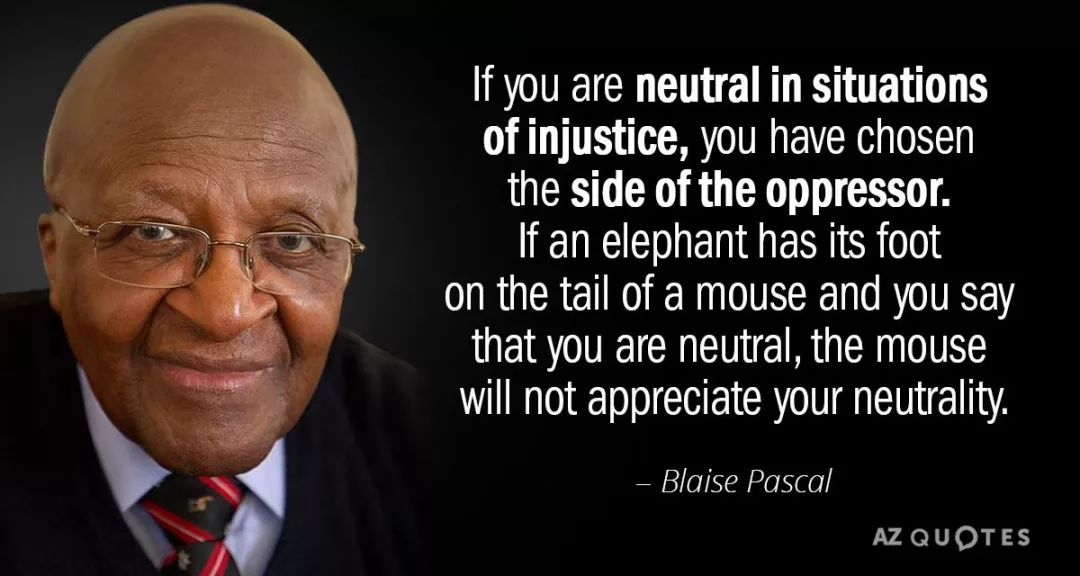 If you are neutral in situations
of injustice, you have chosen
the side of the oppressor.
If an elephant has its foot
on the tail of a mouse and you say
that you are neutral, the mouse
will not appreciate your neutrality.
– Blaise Pascal
AZ QUOTES